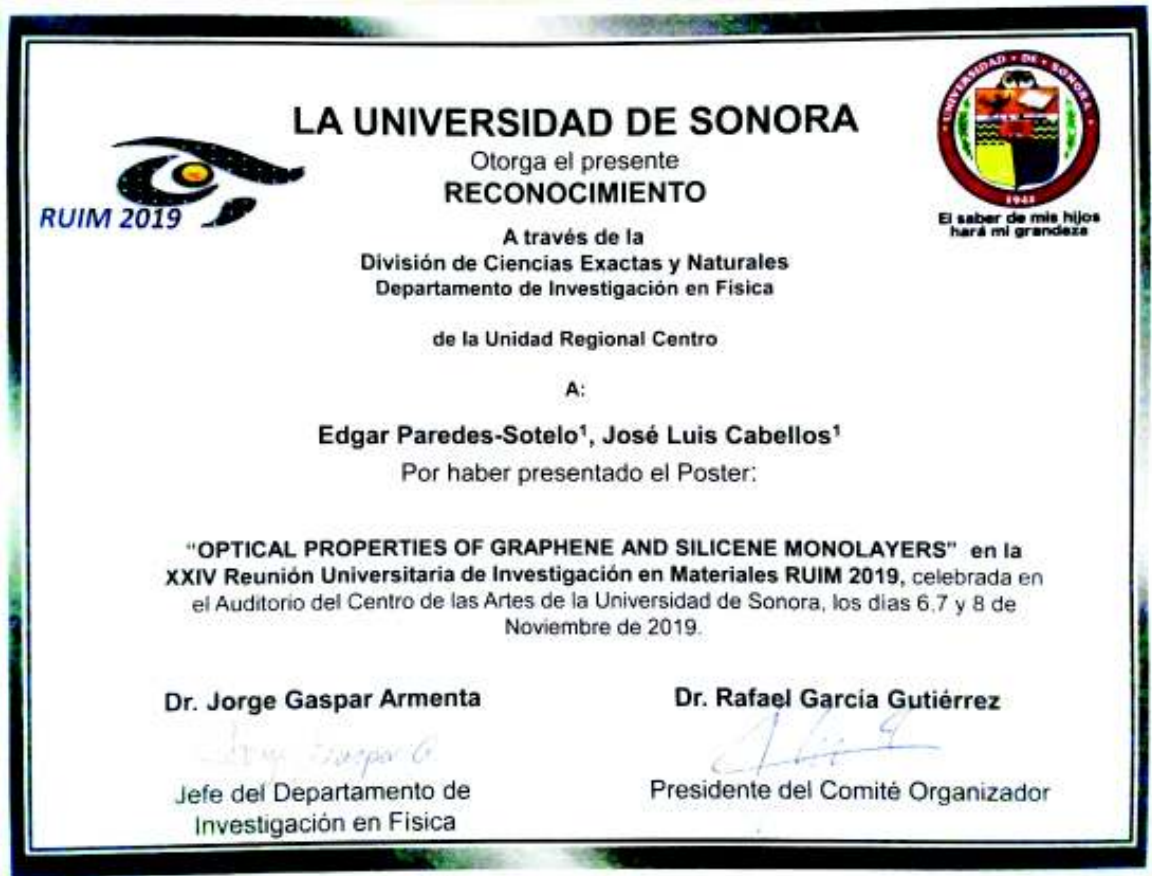 LA UNIVERSIDAD DE SONORA
Otorga el presente
RECONOCIMIENTO
RUIM 2019
UNIVERSIDAD • DE • SONORA
1942
El saber de mis hijos
hará mi grandeza
A través de la
División de Ciencias Exactas y Naturales
Departamento de Investigación en Física
de la Unidad Regional Centro
A:
Edgar Paredes-Sotelo¹, José Luis Cabellos¹
Por haber presentado el Poster:
"OPTICAL PROPERTIES OF GRAPHENE AND SILICENE MONOLAYERS" en la
XXIV Reunión Universitaria de Investigación en Materiales RUIM 2019, celebrada en
el Auditorio del Centro de las Artes de la Universidad de Sonora, los dias 6,7 y 8 de
Noviembre de 2019.
Dr. Jorge Gaspar Armenta
Dr. Rafael García Gutiérrez
Jefe del Departamento de
Investigación en Física
Presidente del Comité Organizador